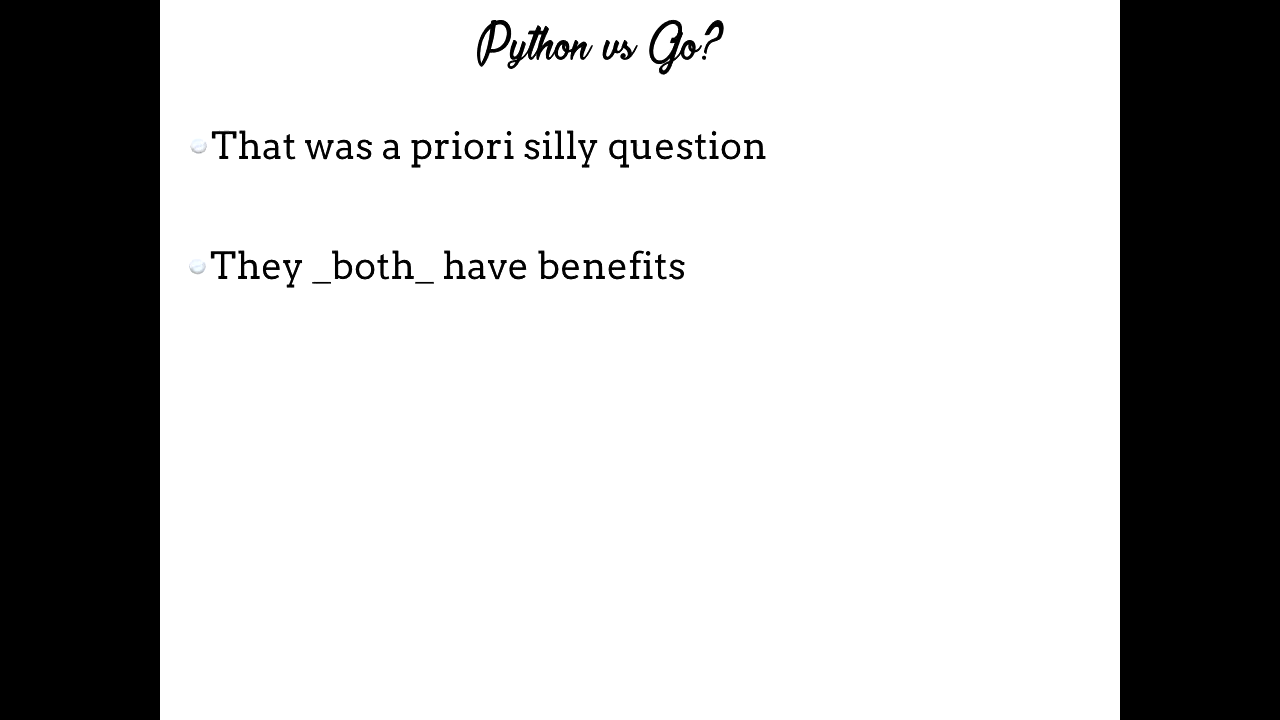 Python vs Go?
That was a priori silly question
They _both_ have benefits